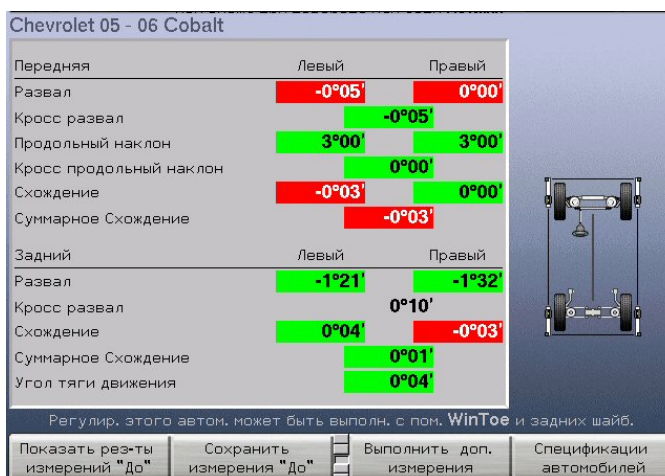 Chevrolet 05 - 06 Cobalt
Передняя Левый Правый
Развал -0°05' 0°00'
Кросс развал -0°05'
Продольный наклон 3°00' 3°00'
Кросс продольный наклон 0°00'
Схождение -0°03' 0°00'
Суммарное Схождение -0°03'
Задний Левый Правый
Развал -1°21' -1°32'
Кросс развал 0°10'
Схождение 0°04' -0°03'
Суммарное Схождение 0°01'
Угол тяги движения 0°04'
Регулир. этого автом. может быть выполн. с пом. WinToe и задних шайб.
Показать рез-ты Сохранить Выполнить доп. Спецификации
измерений "До" измерения "До" измерения автомобилей